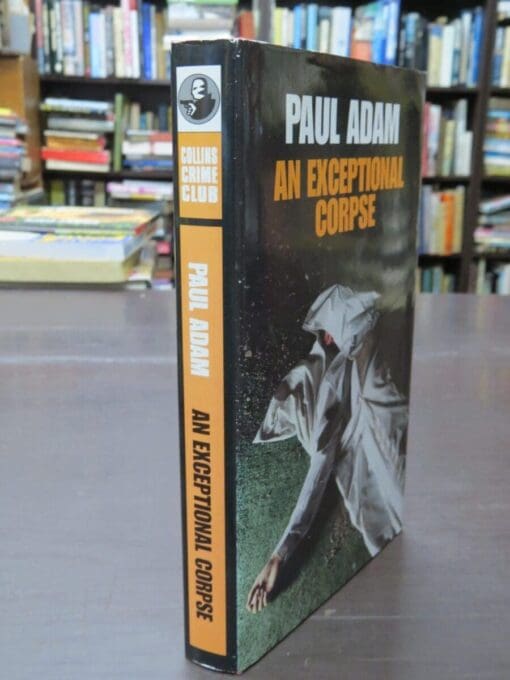 COLLINS
CRIME
CLUB
PAUL ADAM
AN EXCEPTIONAL CORPSE
PAUL ADAM
AN EXCEPTIONAL
CORPSE